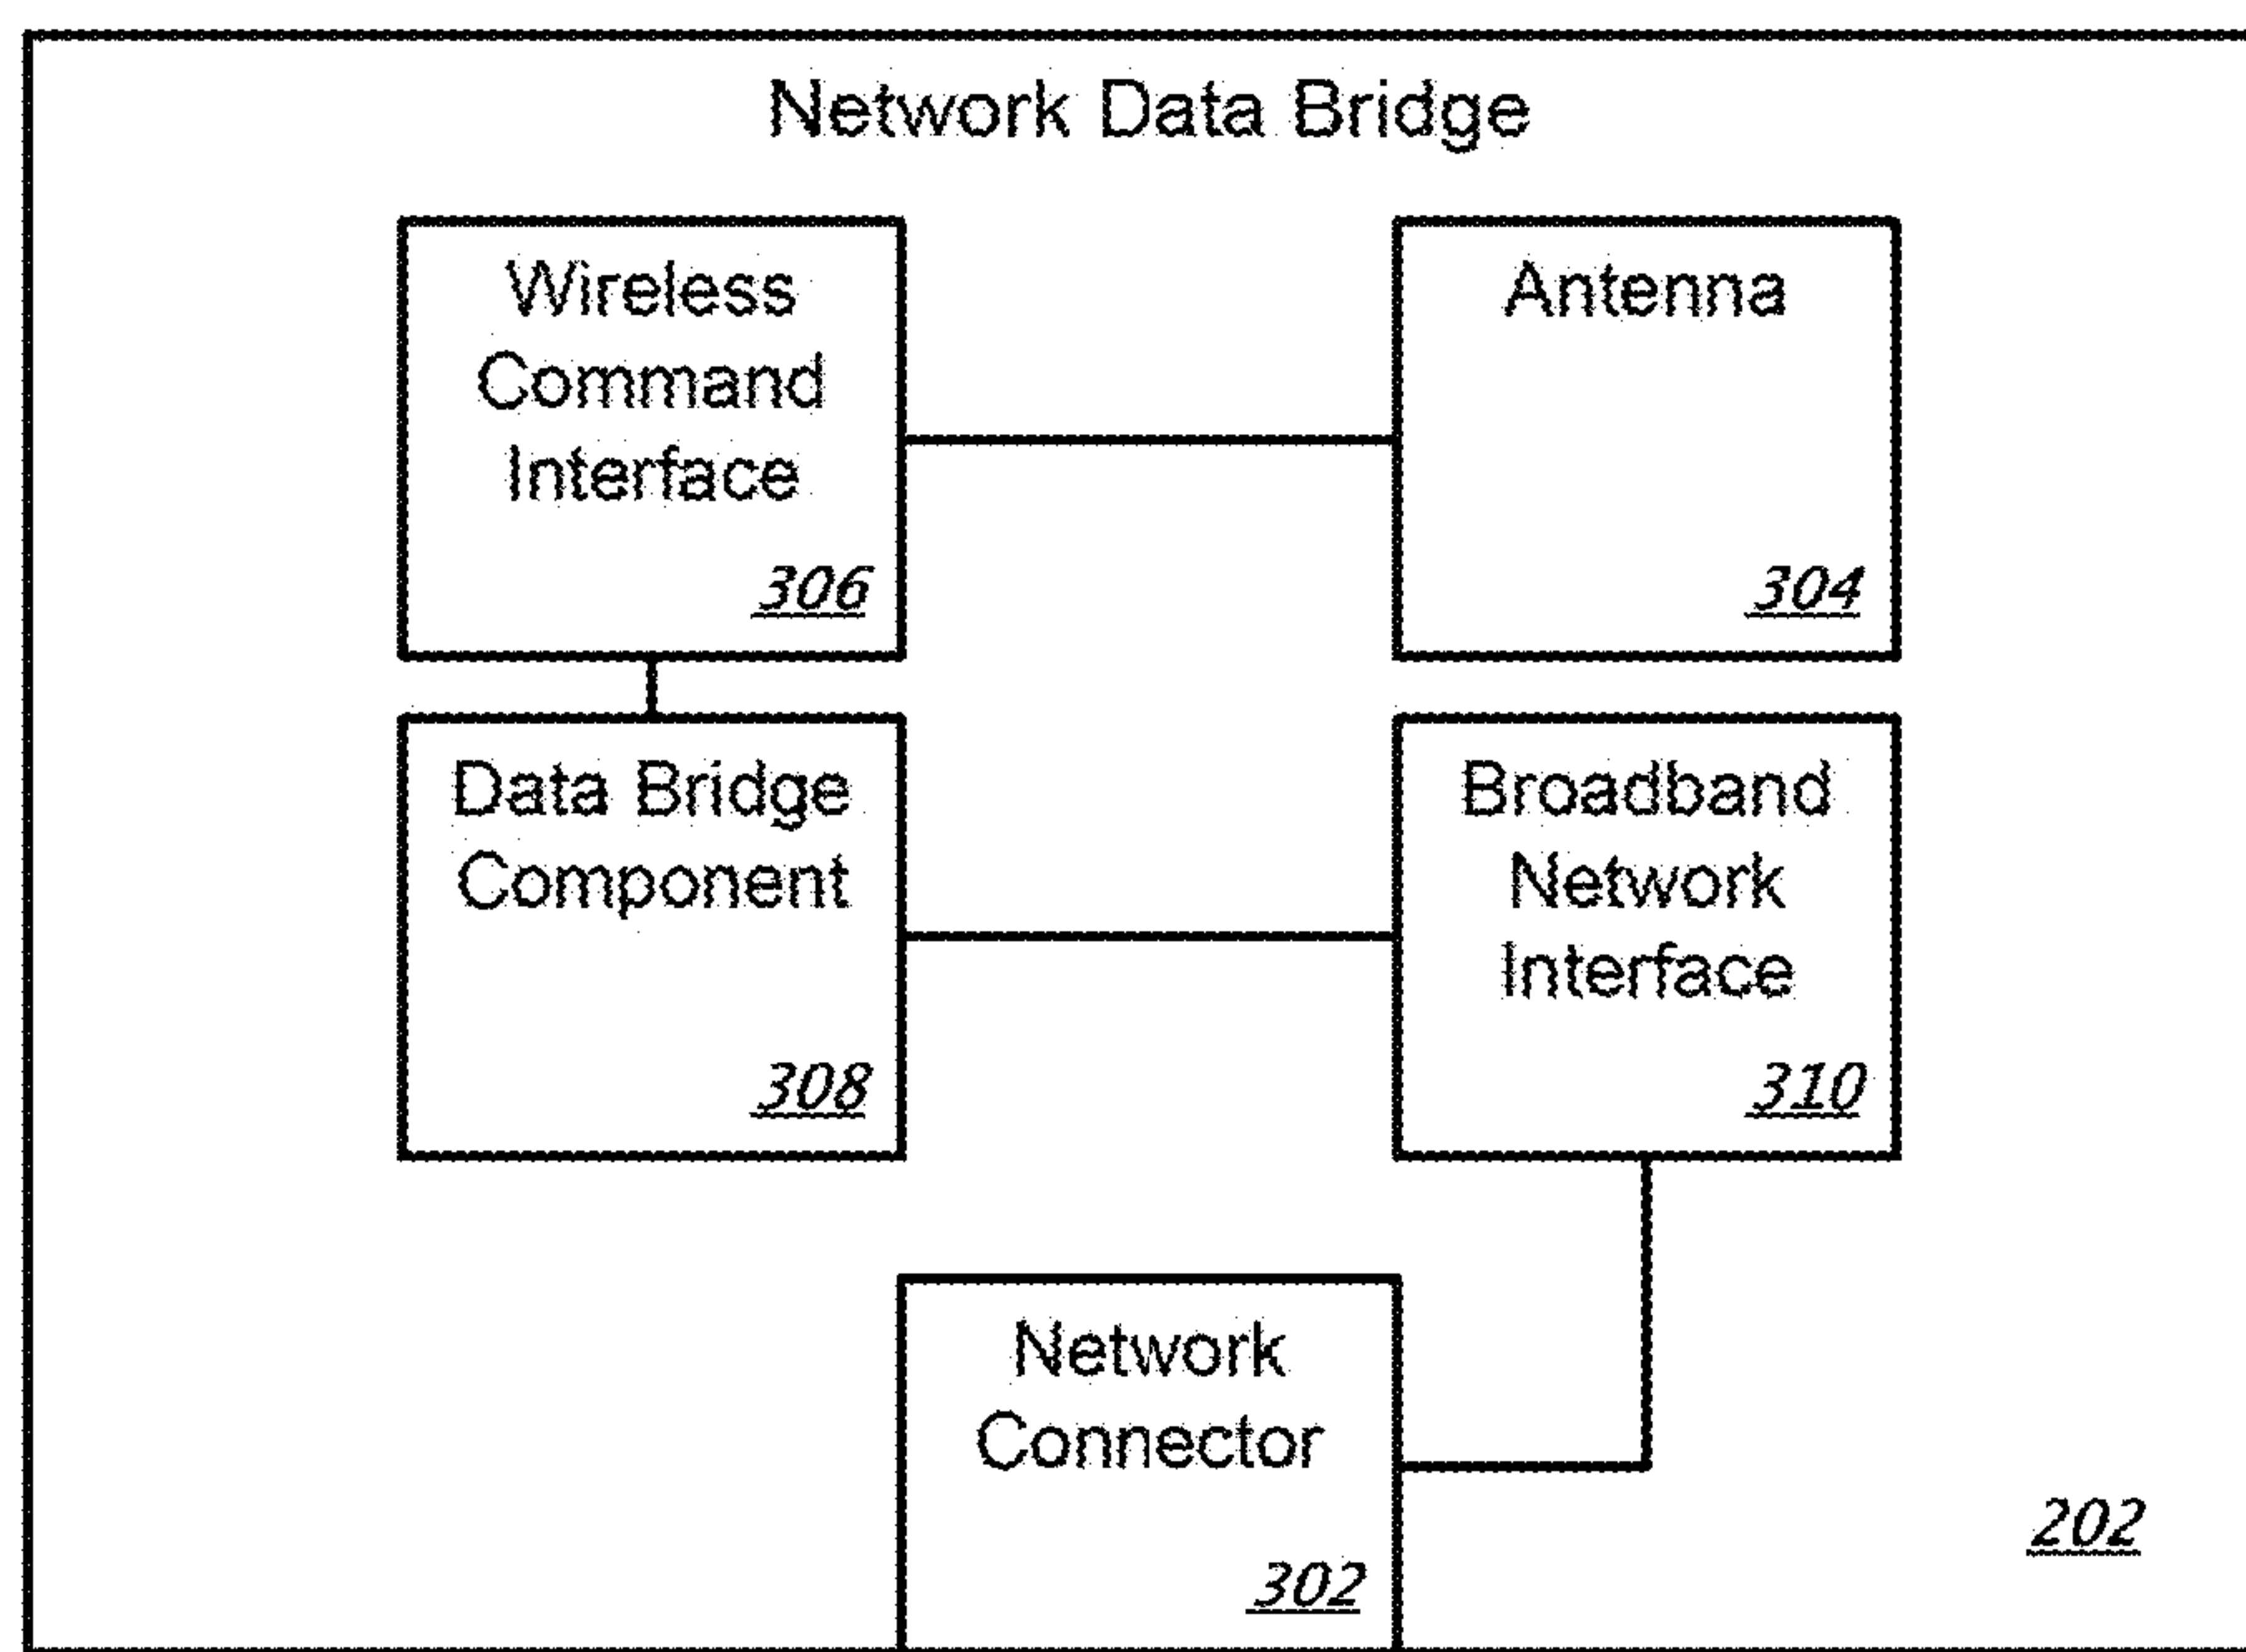 Network Data Bridge
Wireless
Command
Interface
306
Antenna
304
Data Bridge
Component
308
Broadband
Network
Interface
310
Network
Connector
302
202